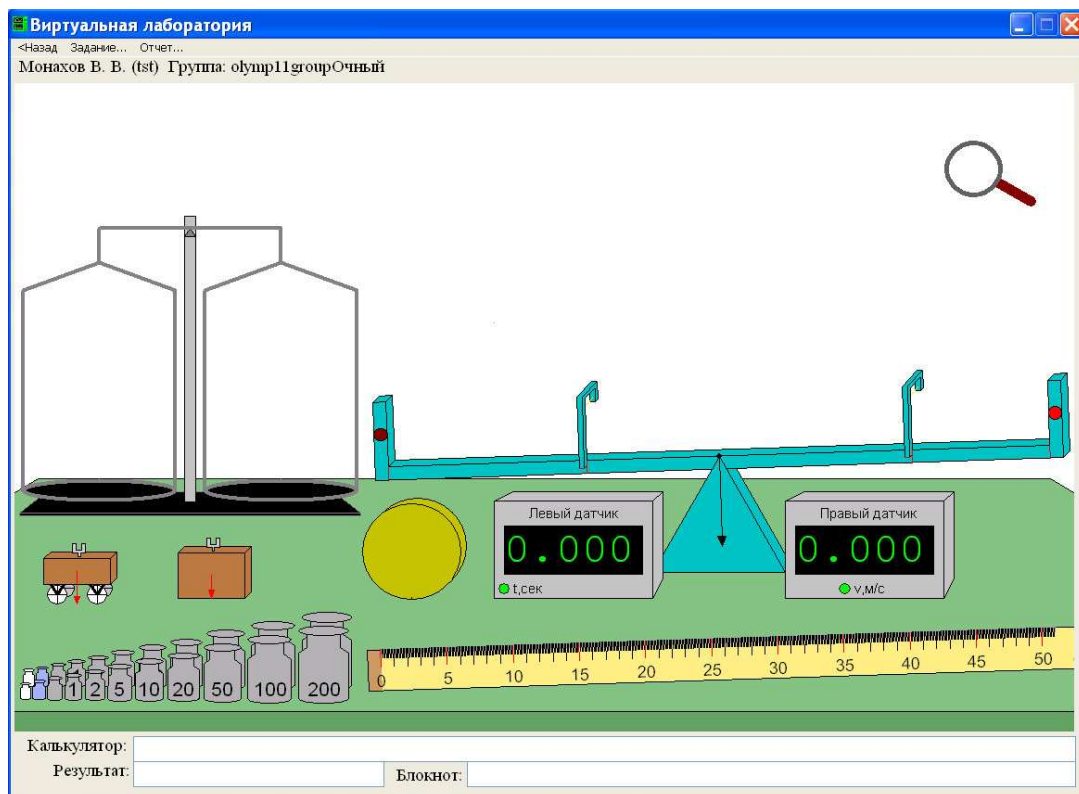 Виртуальная лаборатория
<Назад Задание... Отчет...
Монахов В. В. (tst) Группа: olymp11groupОчный
Левый датчик
0.000
t,сек
Правый датчик
0.000
v,м/с
1 2 5 10 20 50 100 200
0 5 10 15 20 25 30 35 40 45 50
Калькулятор:
Результат:
Блокнот: